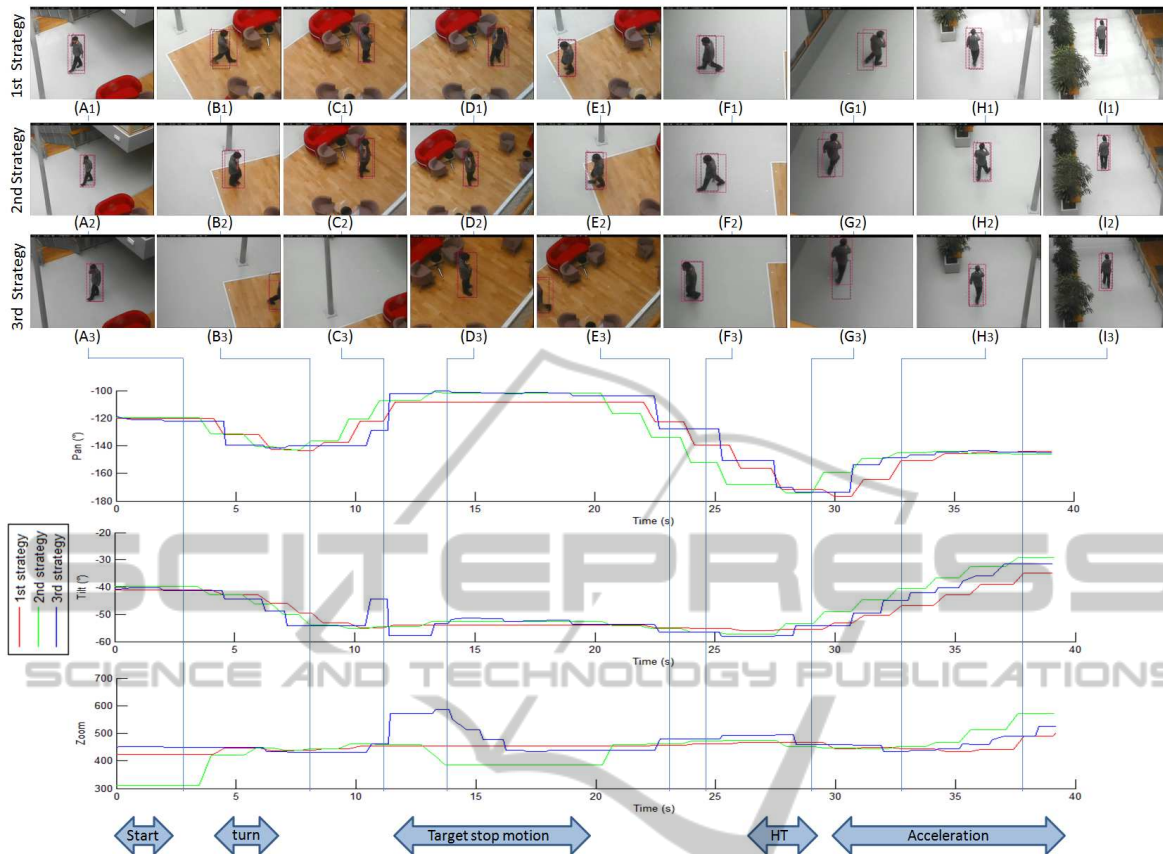 1st Strategy
(A1) (B1) (C1) (D1) (E1) (F1) (G1) (H1) (I1)
2nd Strategy
(A2) (B2) (C2) (D2) (E2) (F2) (G2) (H2) (I2)
3rd Strategy
(A3) (B3) (C3) (D3) (E3) (F3) (G3) (H3) (I3)
Pan (°)
-100
-120
-140
-160
-180
0 5 10 15 20 25 30 35 40
Time (s)
1st strategy
2nd strategy
3rd strategy
Tilt (°)
-20
-40
-60
0 5 10 15 20 25 30 35 40
Time (s)
SCITEPRESS
SCIENCE AND TECHNOLOGY PUBLICATIONS
Zoom
700
600
500
400
300
0 5 10 15 20 25 30 35 40
Time (s)
Start turn Target stop motion HT Acceleration